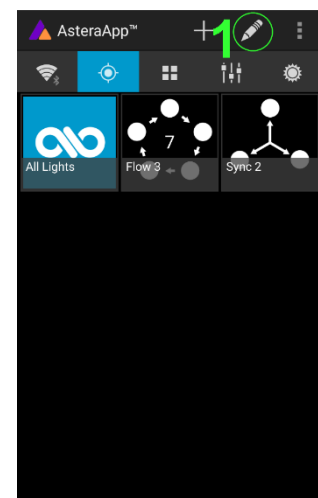 AsteraApp™
1
7
All Lights
Flow 3
Sync 2